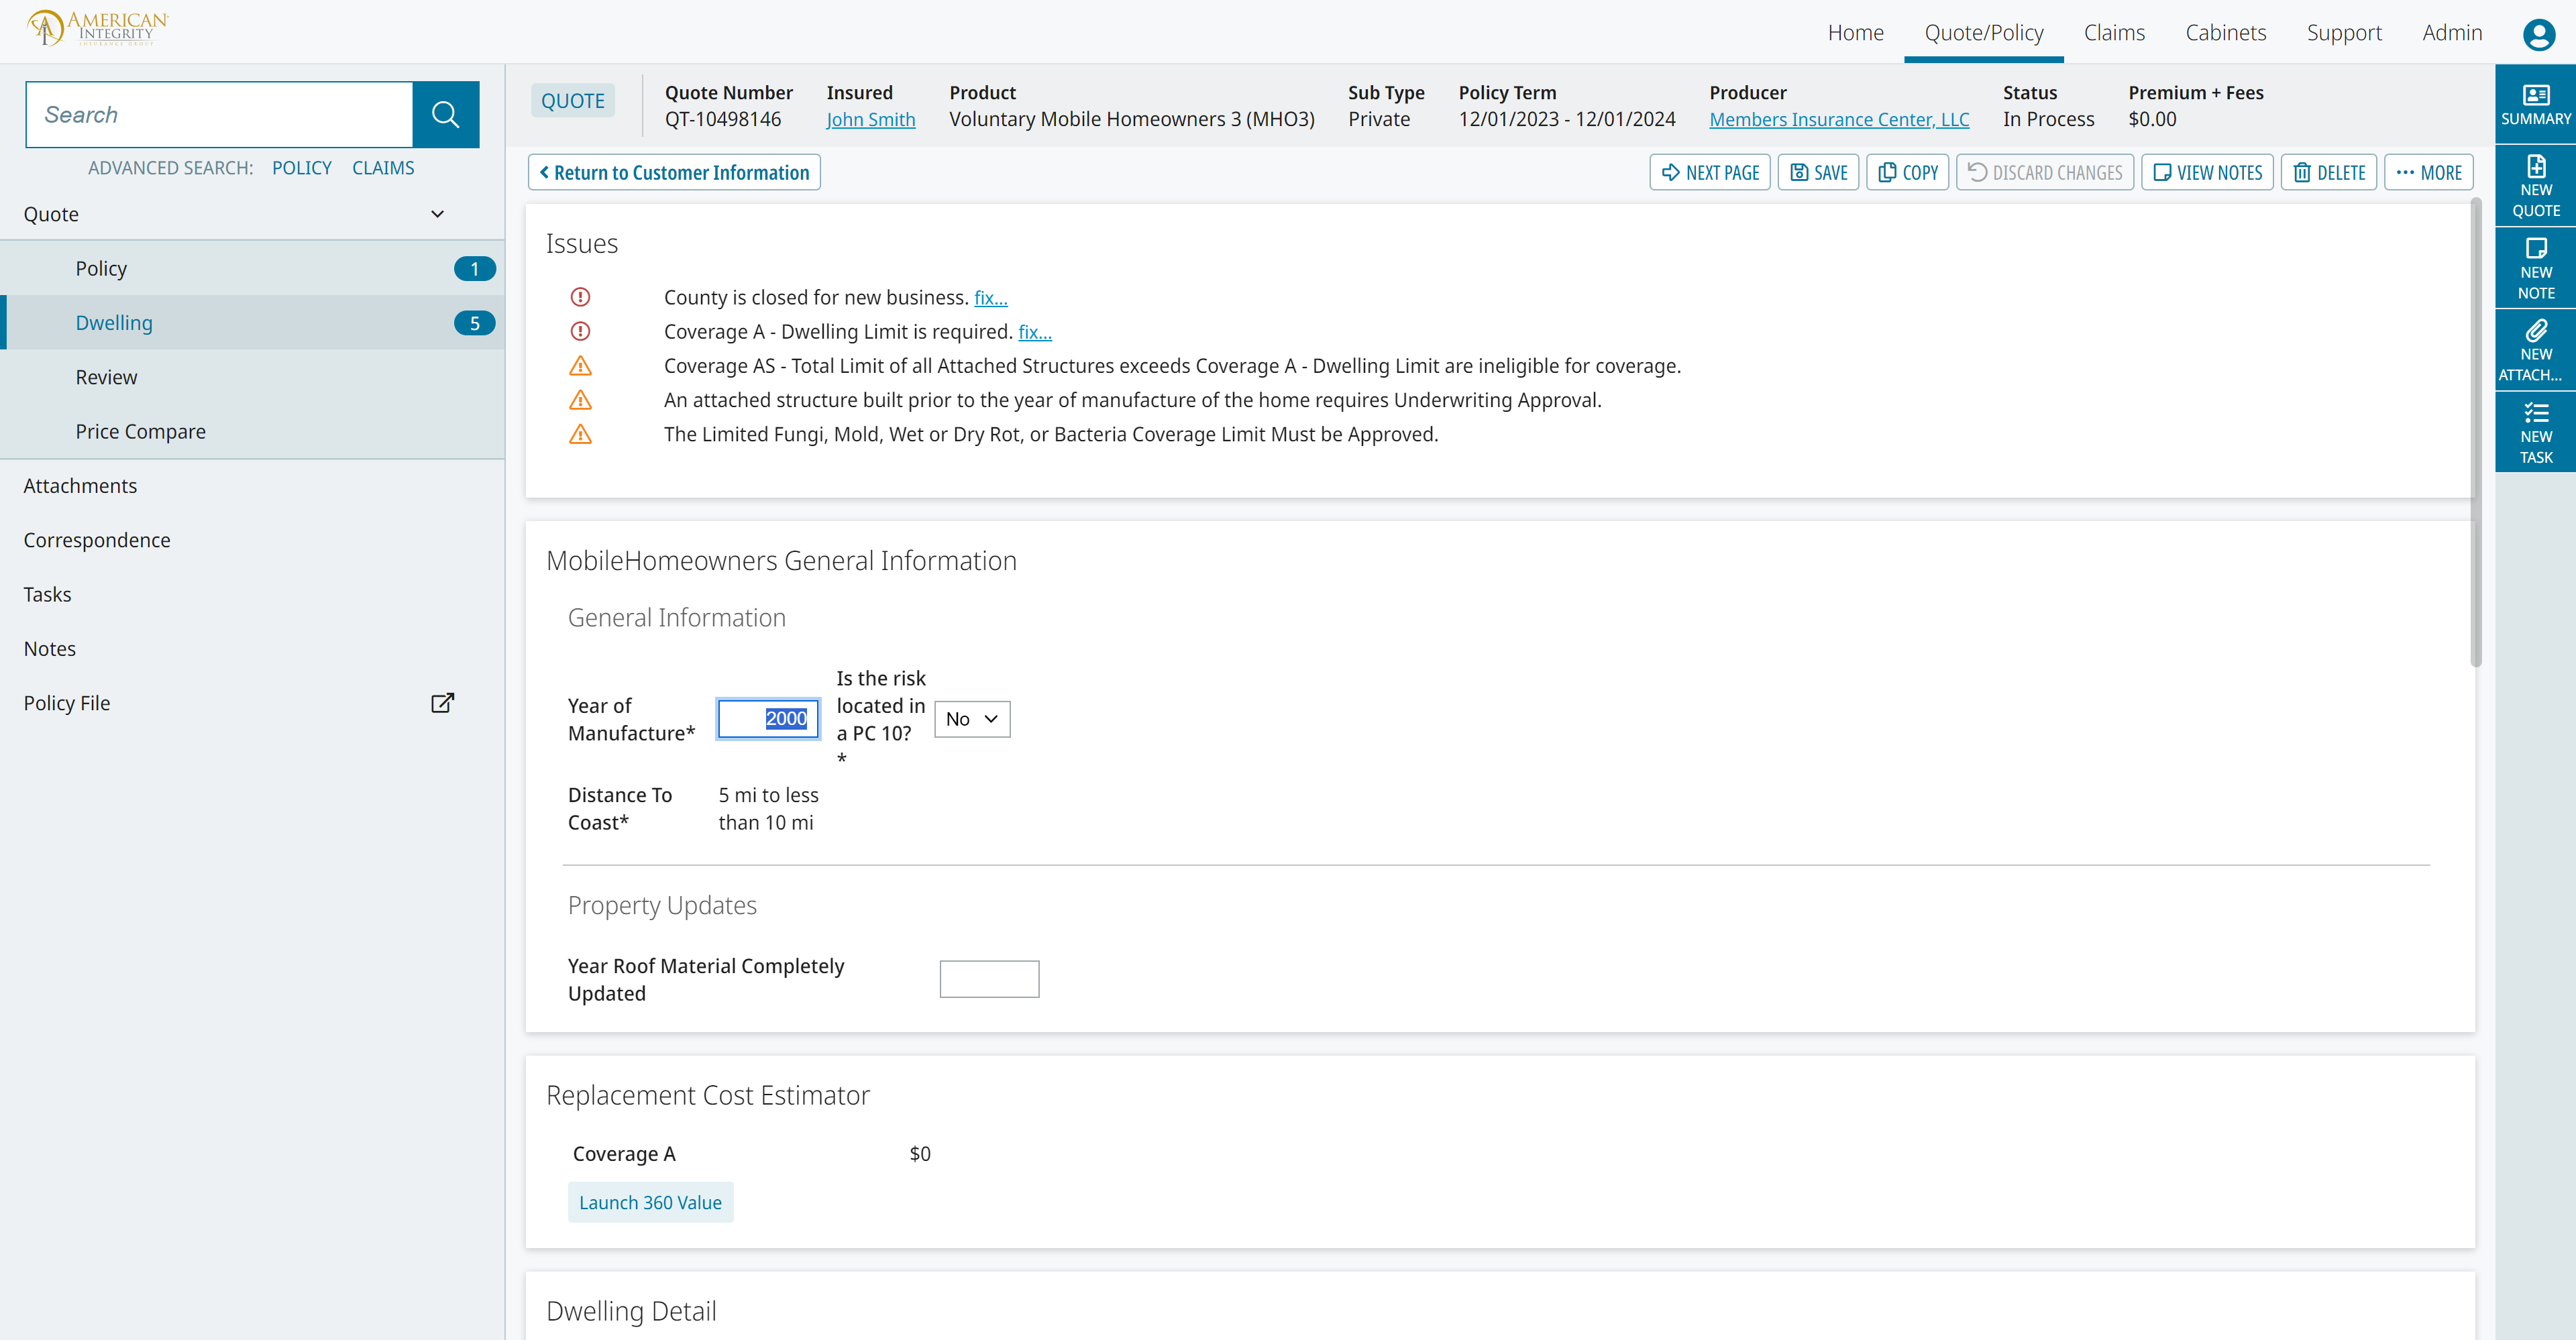 AMERICAN
INTEGRITY
INSURANCE GROUP
Home Quote/Policy Claims Cabinets Support Admin
Search
ADVANCED SEARCH: POLICY CLAIMS
Quote
Policy 1
Dwelling 5
Review
Price Compare
Attachments
Correspondence
Tasks
Notes
Policy File
QUOTE
Quote Number Insured Product Sub Type Policy Term Producer Status Premium + Fees
QT-10498146 John Smith Voluntary Mobile Homeowners 3 (MHO3) Private 12/01/2023 - 12/01/2024 Members Insurance Center, LLC In Process $0.00
Return to Customer Information NEXT PAGE SAVE COPY DISCARD CHANGES VIEW NOTES DELETE MORE
Issues
County is closed for new business. fix...
Coverage A - Dwelling Limit is required. fix...
Coverage AS - Total Limit of all Attached Structures exceeds Coverage A - Dwelling Limit are ineligible for coverage.
An attached structure built prior to the year of manufacture of the home requires Underwriting Approval.
The Limited Fungi, Mold, Wet or Dry Rot, or Bacteria Coverage Limit Must be Approved.
MobileHomeowners General Information
General Information
Year of
Manufacture*
2000
Is the risk
located in
a PC 10?
*
No
Distance To
Coast*
5 mi to less
than 10 mi
Property Updates
Year Roof Material Completely
Updated
Replacement Cost Estimator
Coverage A $0
Launch 360 Value
Dwelling Detail
SUMMARY
NEW
QUOTE
NEW
NOTE
NEW
ATTACH...
NEW
TASK